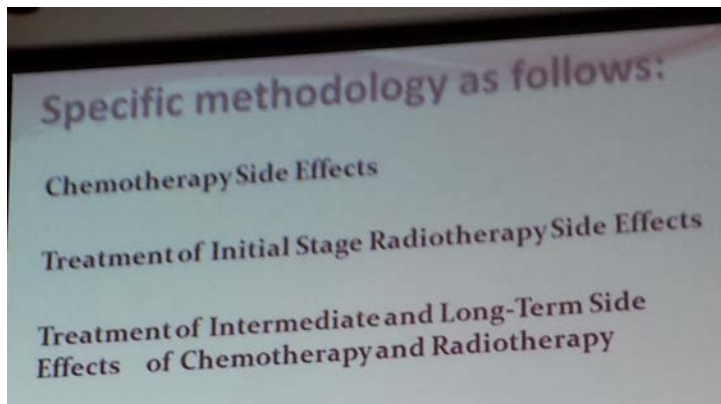 Specific methodology as follows:
Chemotherapy Side Effects
Treatment of Initial Stage Radiotherapy Side Effects
Treatment of Intermediate and Long-Term Side
Effects of Chemotherapy and Radiotherapy